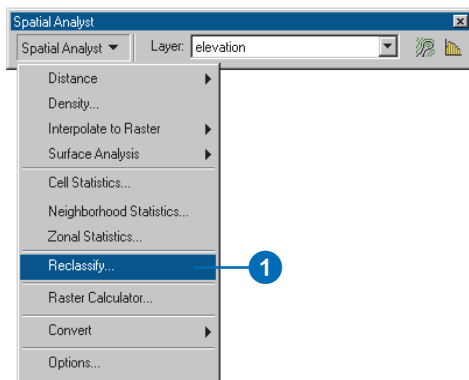 Spatial Analyst
Spatial Analyst Layer: elevation
Distance
Density...
Interpolate to Raster
Surface Analysis
Cell Statistics...
Neighborhood Statistics...
Zonal Statistics...
Reclassify...
1
Raster Calculator...
Convert
Options...